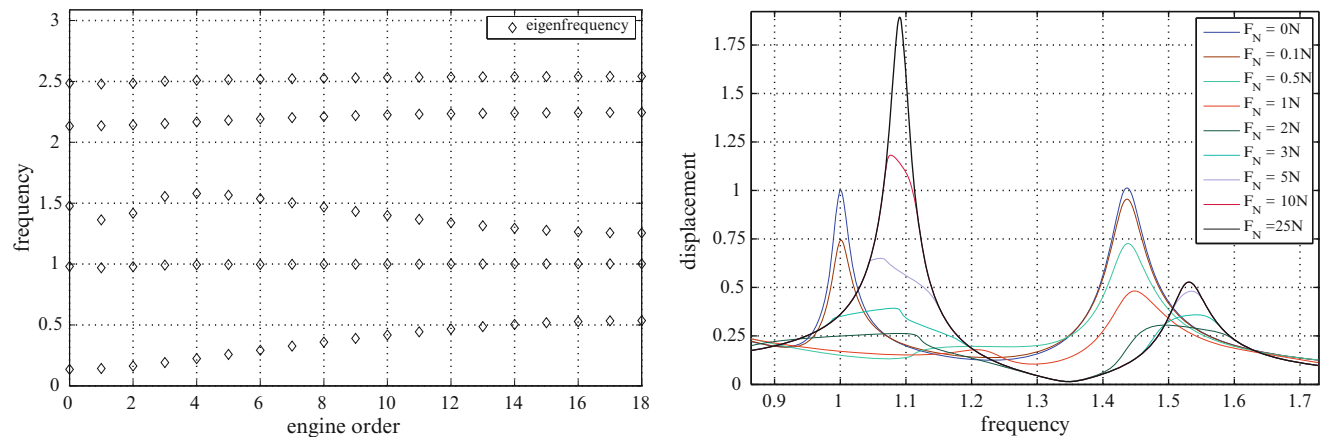 3
2.5
2
1.5
1
0.5
0
frequency
0 2 4 6 8 10 12 14 16 18
engine order
eigenfrequency
1.75
1.5
1.25
1
0.75
0.5
0.25
0
displacement
0.9 1 1.1 1.2 1.3 1.4 1.5 1.6 1.7
frequency
F_N = 0N
F_N = 0.1N
F_N = 0.5N
F_N = 1N
F_N = 2N
F_N = 3N
F_N = 5N
F_N = 10N
F_N =25N